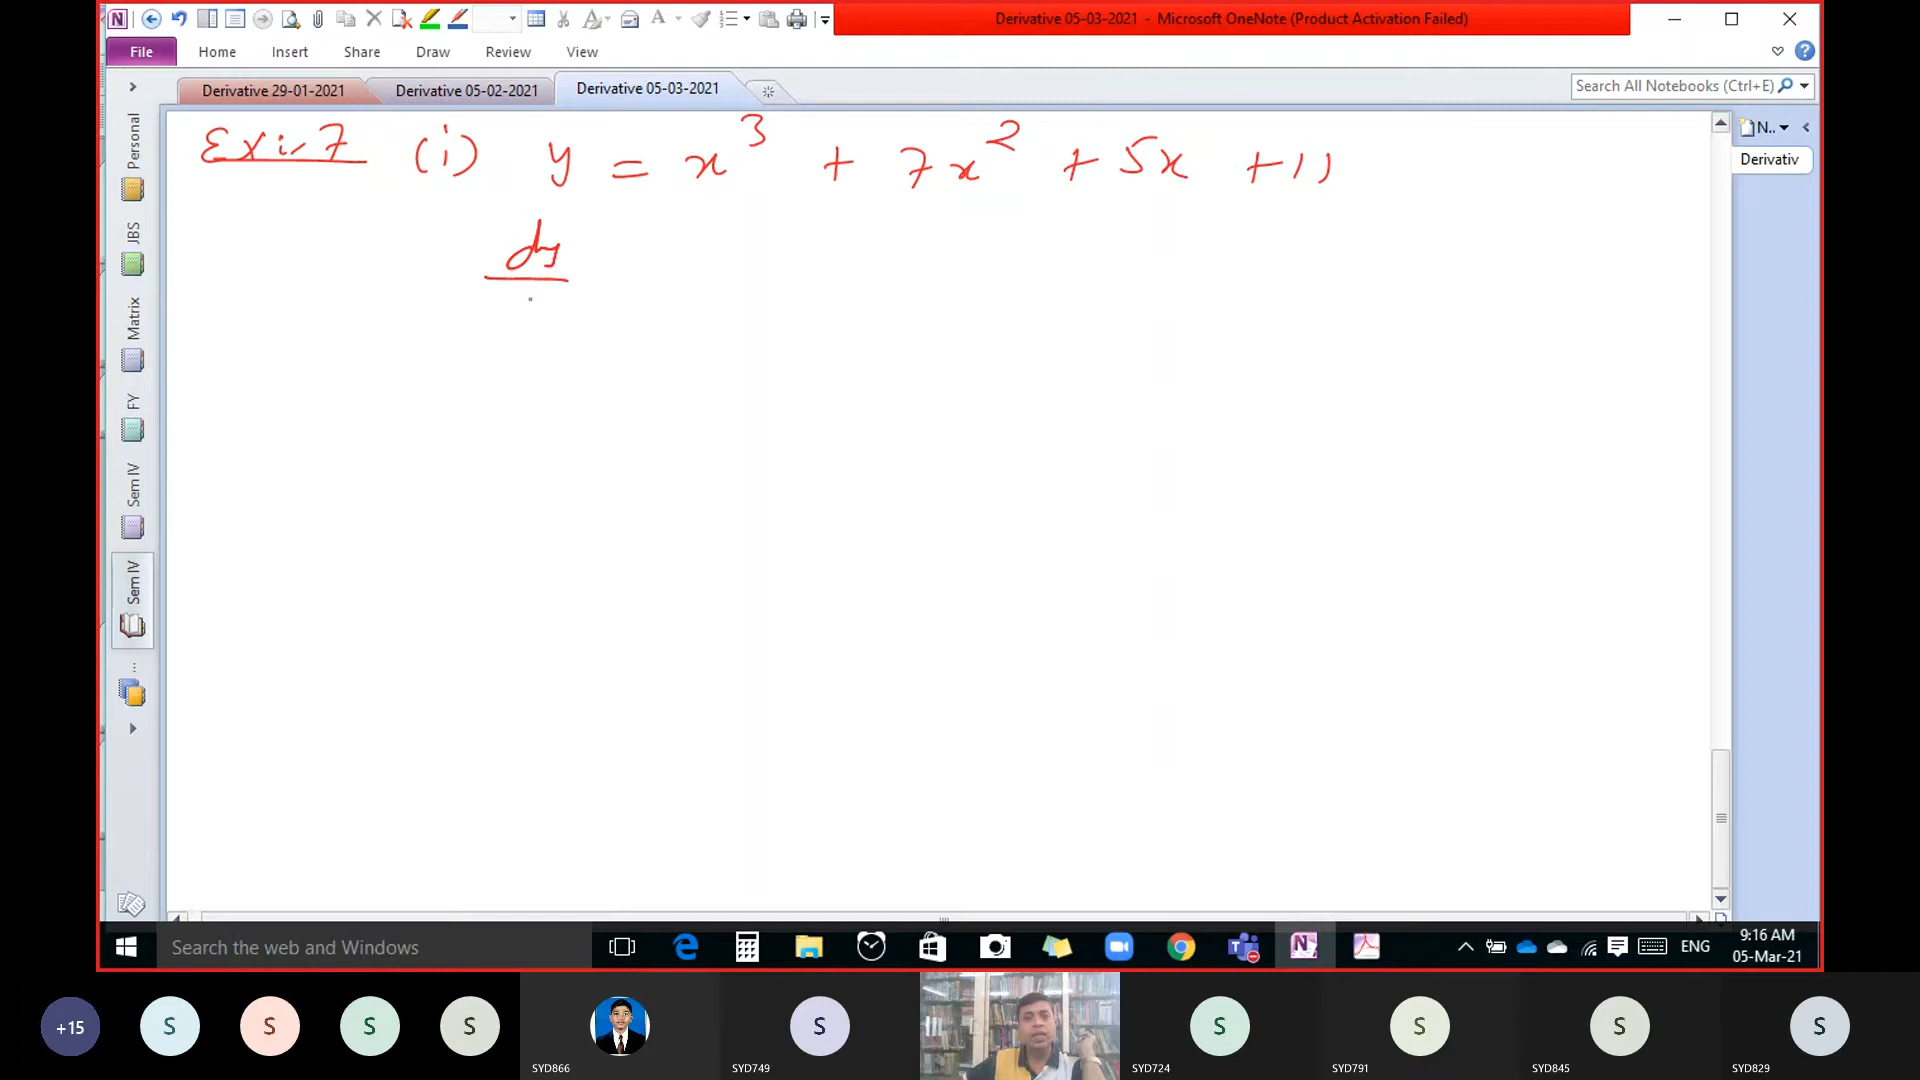 Derivative 05-03-2021 - Microsoft OneNote (Product Activation Failed)
File Home Insert Share Draw Review View
Derivative 29-01-2021 Derivative 05-02-2021 Derivative 05-03-2021
Search All Notebooks (Ctrl+E)
N..
Derivativ
Personal
JBS
Matrix
FY
Sem IV
Sem IV
(i) y = x³ + 7x² + 5x + 11
dy
Search the web and Windows
ENG
9:16 AM
05-Mar-21
+15 S S S S S S S S S
SYD866 SYD749 SYD724 SYD791 SYD845 SYD829